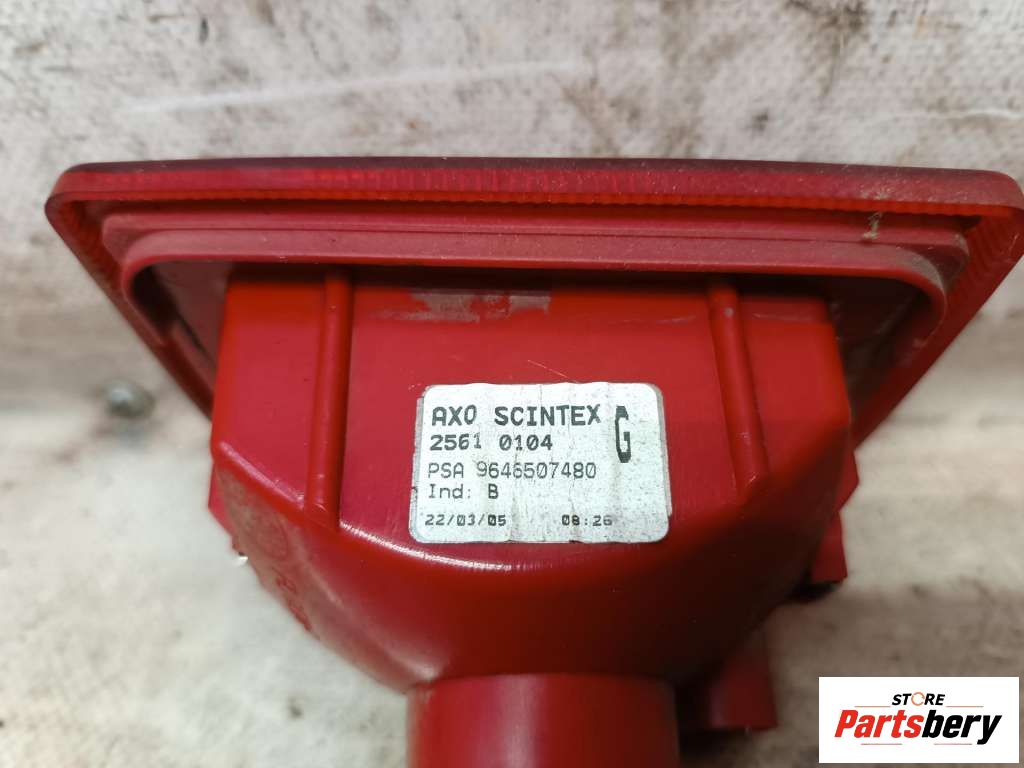 AXO SCINTEX
G
2561 0104
PSA 9646507480
Ind: B
22/03/05 08:26
STORE
Partsbery